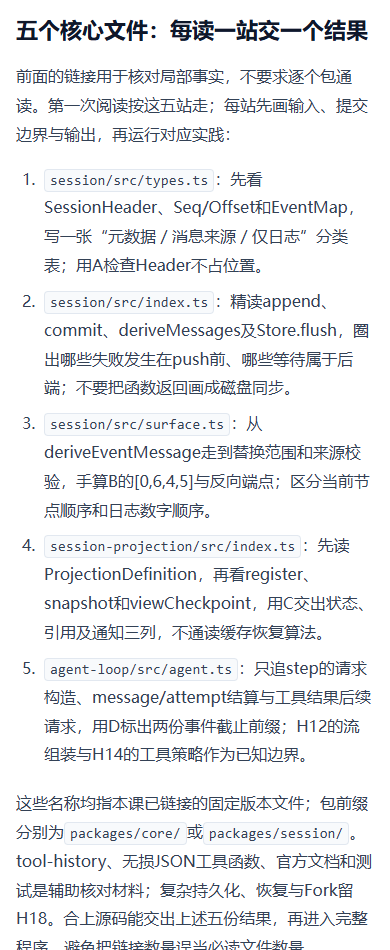 五个核心文件：每读一站交一个结果
前面的链接用于核对局部事实，不要求逐个包通
读。第一次阅读按这五站走；每站先画输入、提交
边界与输出，再运行对应实践：
1. session/src/types.ts：先看
SessionHeader、Seq/Offset和EventMap，
写一张“元数据 / 消息来源 / 仅日志”分类
表；用A检查Header不占位置。
2. session/src/index.ts：精读append、
commit、deriveMessages及Store.flush，圈
出哪些失败发生在push前、哪些等待属于后
端；不要把函数返回画成磁盘同步。
3. session/src/surface.ts：从
deriveEventMessage走到替换范围和来源校
验，手算B的[0,6,4,5]与反向端点；区分当前节
点顺序和日志数字顺序。
4. session-projection/src/index.ts：先读
ProjectionDefinition，再看register、
snapshot和viewCheckpoint，用C交出状态、
引用及通知三列，不通读缓存恢复算法。
5. agent-loop/src/agent.ts：只追step的请求
构造、message/attempt结算与工具结果后续
请求，用D标出两份事件截止前缀；H12的流
组装与H14的工具策略作为已知边界。
这些名称均指本课已链接的固定版本文件；包前缀
分别为packages/core/或packages/session/。
tool-history、无损JSON工具函数、官方文档和测
试是辅助核对材料；复杂持久化、恢复与Fork留
H18。合上源码能交出上述五份结果，再进入完整
程序，避免把链接数量误当必读文件数量